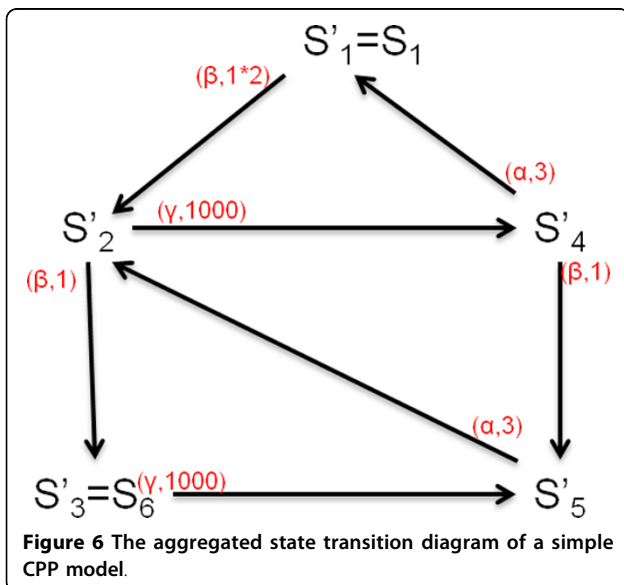 S'₁=S₁
(β,1*2)
(α,3)
(γ,1000)
S'₂
S'₄
(β,1)
(β,1)
(α,3)
S'₃=S₆
(γ,1000)
S'₅
Figure 6 The aggregated state transition diagram of a simple
CPP model.